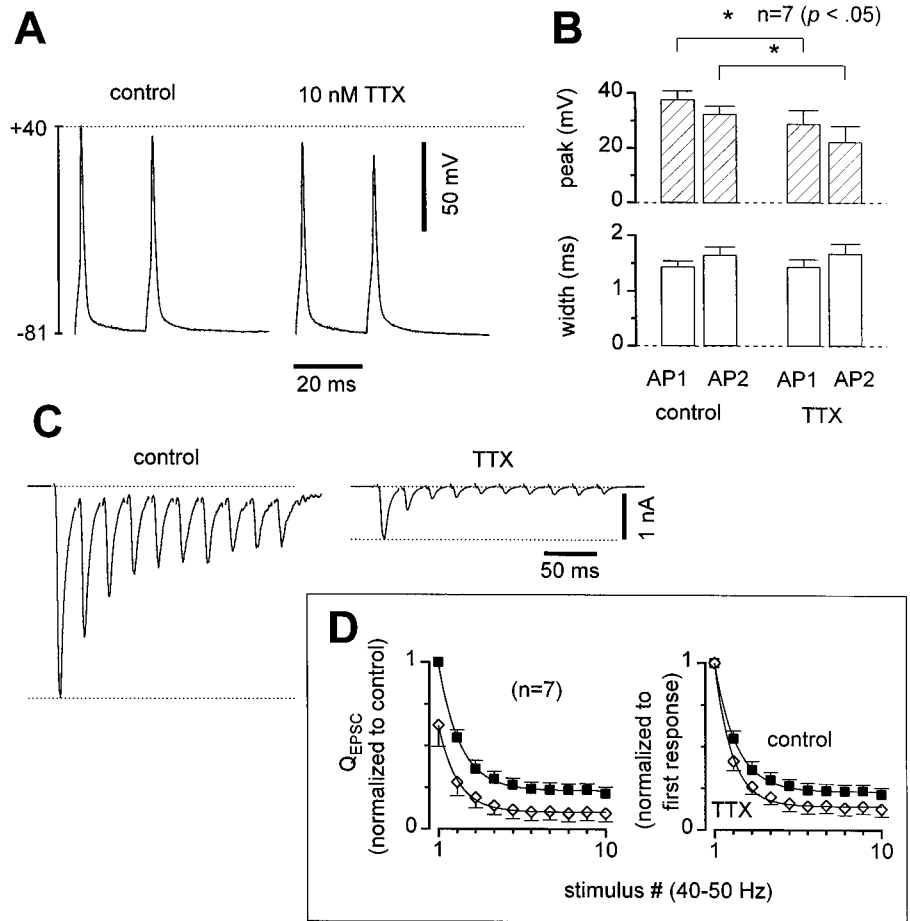 A
control
10 nM TTX
+40
-81
50 mV
20 ms
B
* n=7 (p < .05)
*
peak (mV)
40
20
0
width (ms)
2
1
0
AP1 AP2 AP1 AP2
control TTX
C
control
TTX
1 nA
50 ms
D
QEPSC
(normalized to control)
1
0
(n=7)
1 10
(normalized to
first response)
1
0
control
TTX
1 10
stimulus # (40-50 Hz)